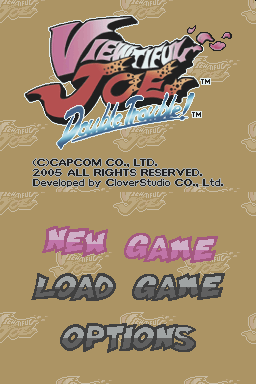 VIEWTIFUL
JOE
TM
Double Trouble!
TM
(C)CAPCOM CO., LTD.
2005 ALL RIGHTS RESERVED.
Developed by CloverStudio CO., Ltd.
NEW GAME
LOAD GAME
OPTIONS